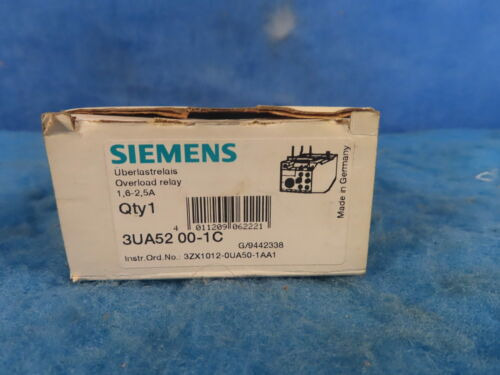 SIEMENS
Überlastrelais
Overload relay
1,6-2,5A
Qty1
4 011209 062221
3UA52 00-1C
G/9442338
Instr.Ord.No.: 3ZX1012-0UA50-1AA1
Made in Germany